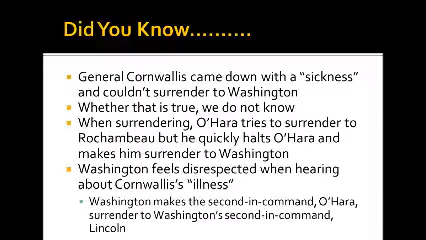 Did You Know..........
General Cornwallis came down with a "sickness"
and couldn't surrender to Washington
Whether that is true, we do not know
When surrendering, O'Hara tries to surrender to
Rochambeau but he quickly halts O'Hara and
makes him surrender to Washington
Washington feels disrespected when hearing
about Cornwallis's "illness"
Washington makes the second-in-command, O'Hara,
surrender to Washington's second-in-command,
Lincoln